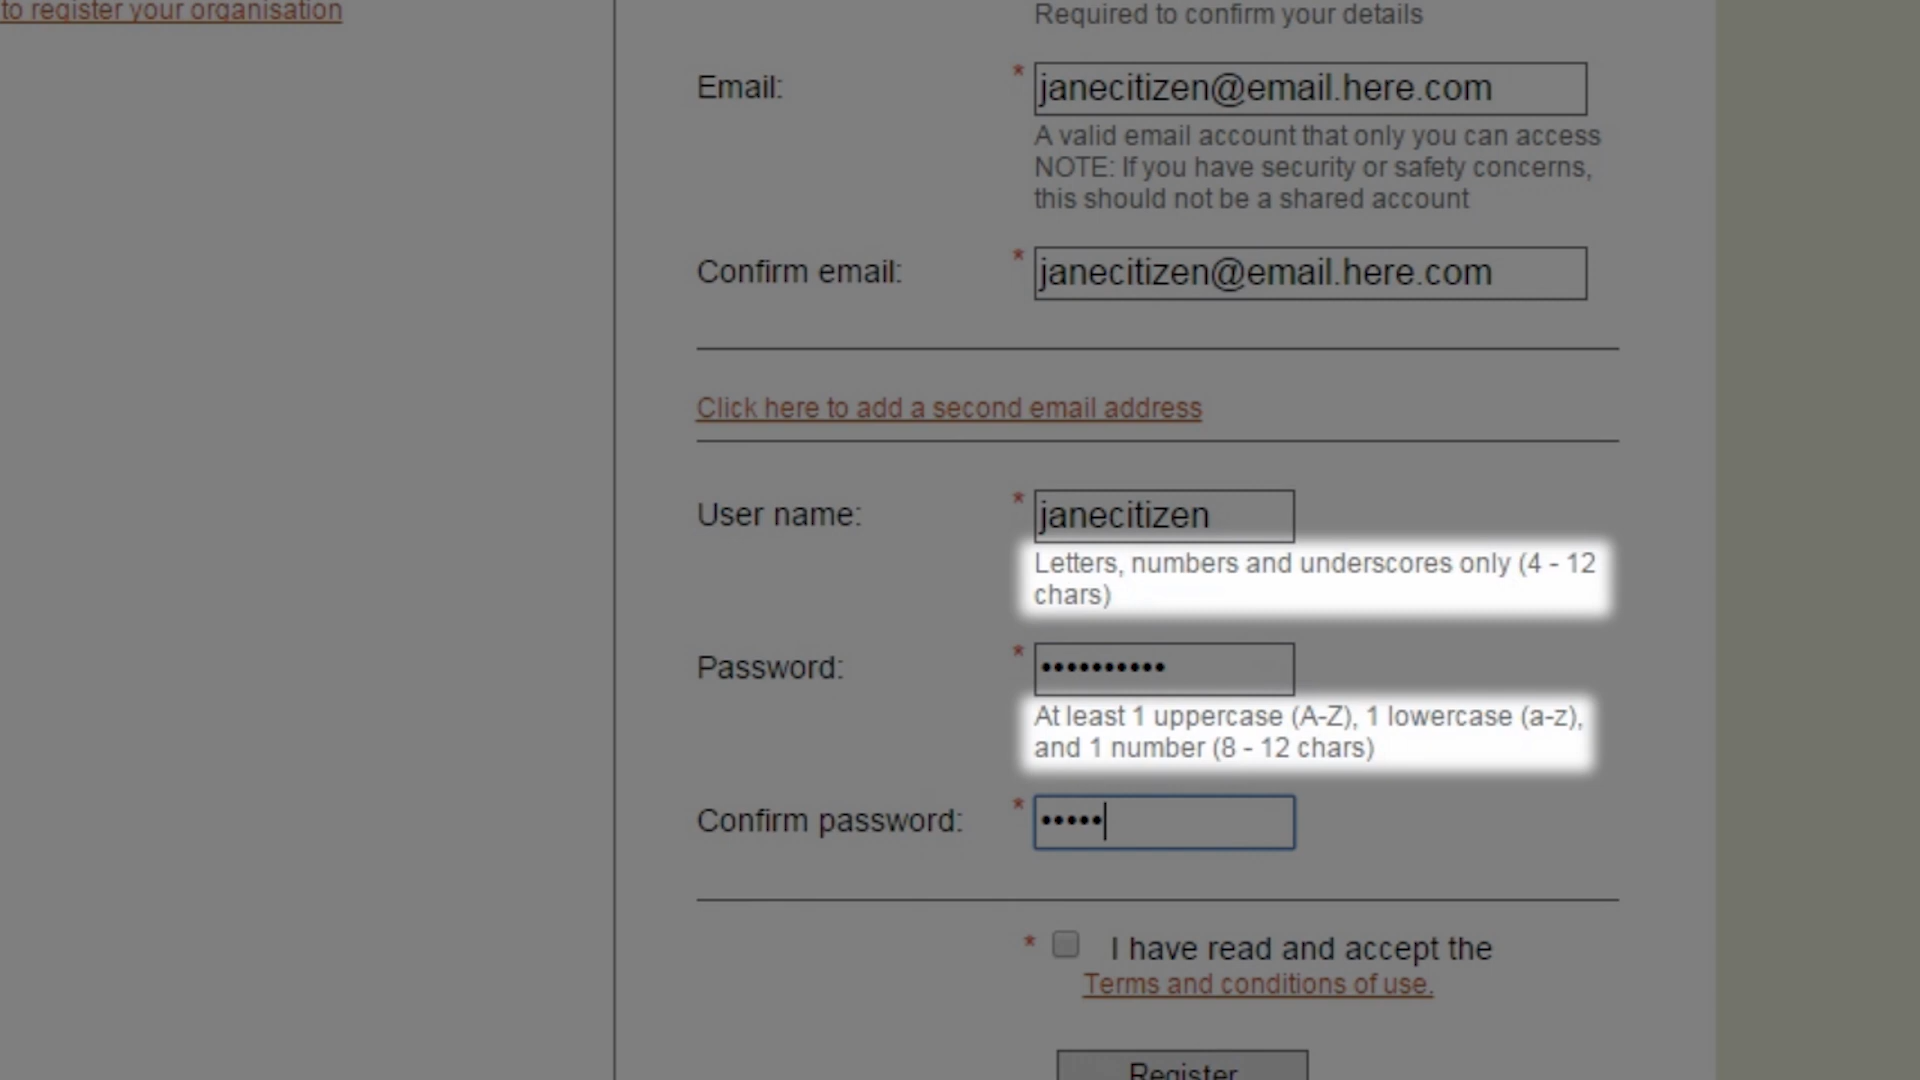 to register your organisation
Required to confirm your details
Email:
* janecitizen@email.here.com
A valid email account that only you can access
NOTE: If you have security or safety concerns,
this should not be a shared account
Confirm email:
* janecitizen@email.here.com
Click here to add a second email address
User name:
* janecitizen
Letters, numbers and underscores only (4 - 12
chars)
Password:
* ••••••••••
At least 1 uppercase (A-Z), 1 lowercase (a-z),
and 1 number (8 - 12 chars)
Confirm password:
* •••••
* I have read and accept the
Terms and conditions of use.
Register